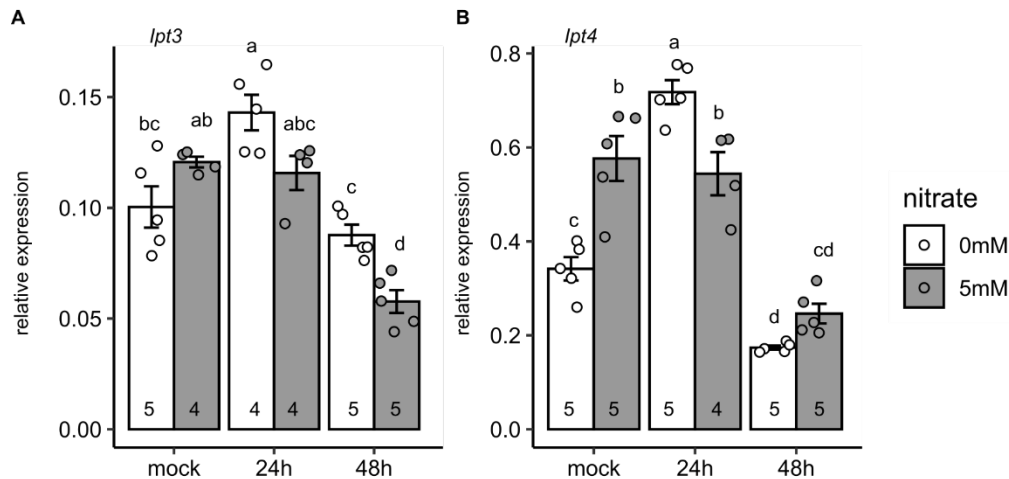 A
Ipt3
relative expression
0.15
0.10
0.05
0.00
bc
ab
a
abc
c
d
5
4
4
4
5
5
mock
24h
48h
B
Ipt4
relative expression
0.8
0.6
0.4
0.2
0.0
c
b
a
b
d
cd
5
5
5
4
5
5
mock
24h
48h
nitrate
0mM
5mM